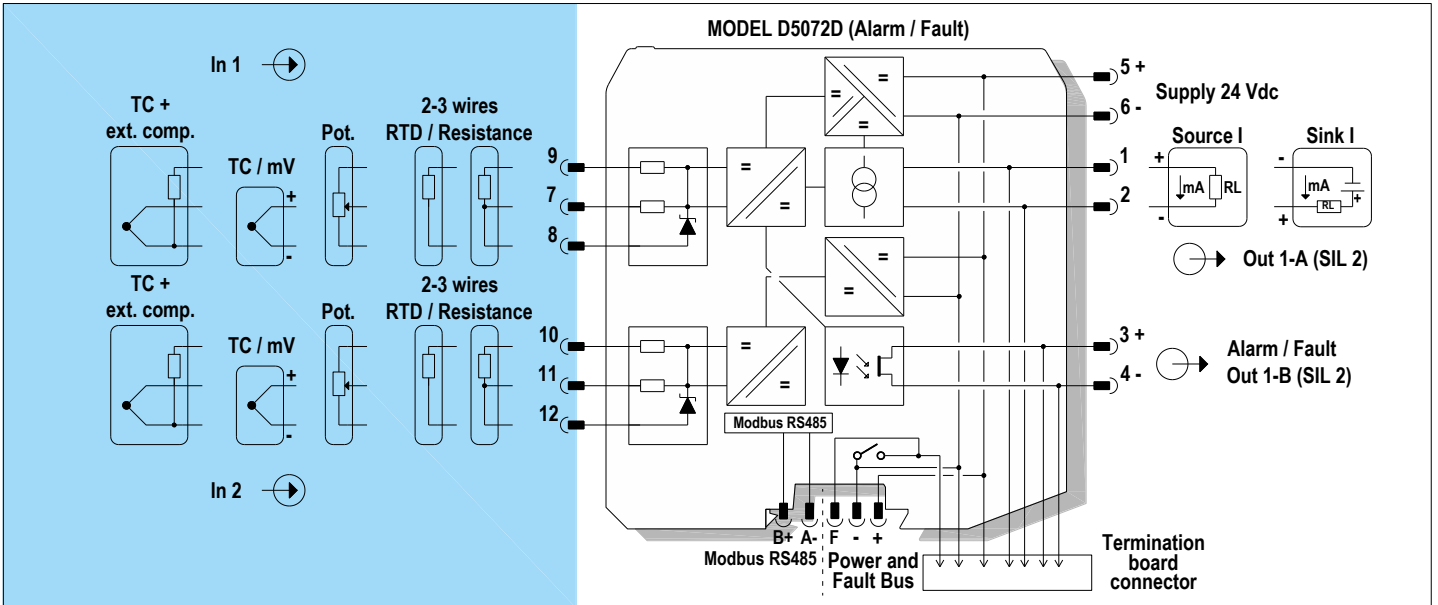 MODEL D5072D (Alarm / Fault)
In 1
TC +
ext. comp.
TC / mV
+
-
Pot.
2-3 wires
RTD / Resistance
9
7
8
=
=
=
=
=
5 +
6 -
Supply 24 Vdc
1
2
Source I
+
mA
RL
-
Sink I
-
mA
+
RL
+
Out 1-A (SIL 2)
TC +
ext. comp.
TC / mV
+
-
Pot.
2-3 wires
RTD / Resistance
10
11
12
=
=
=
=
3 +
4 -
Alarm / Fault
Out 1-B (SIL 2)
Modbus RS485
In 2
B+ A- F - +
Modbus RS485
Power and
Fault Bus
Termination
board
connector